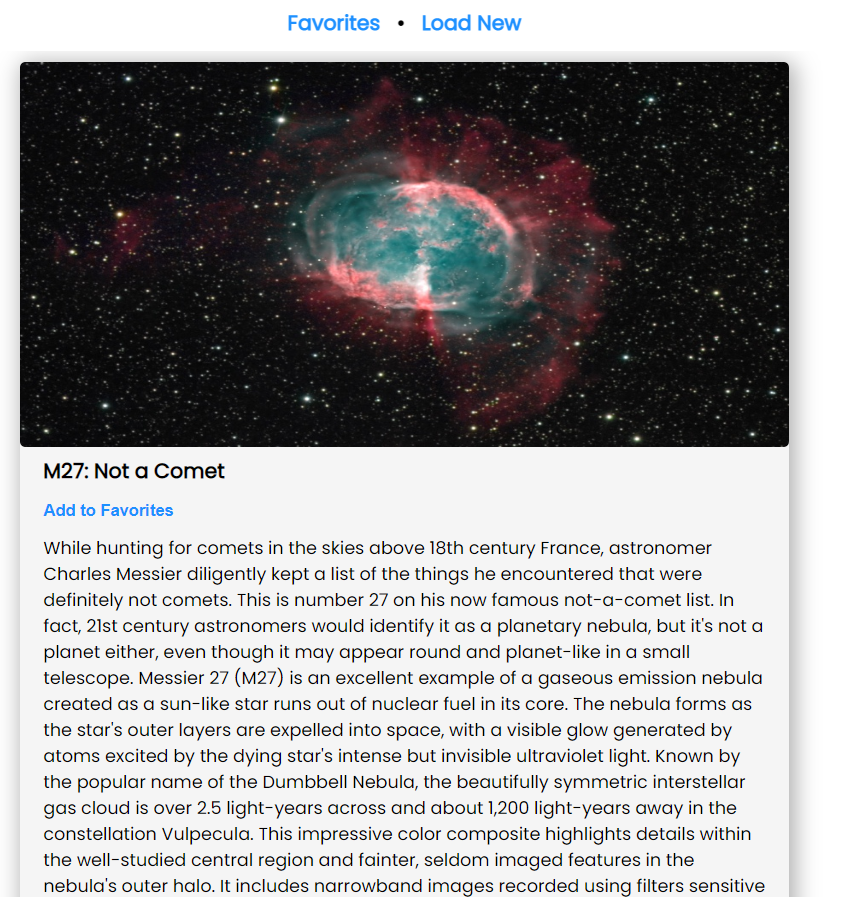 Favorites • Load New
M27: Not a Comet
Add to Favorites
While hunting for comets in the skies above 18th century France, astronomer
Charles Messier diligently kept a list of the things he encountered that were
definitely not comets. This is number 27 on his now famous not-a-comet list. In
fact, 21st century astronomers would identify it as a planetary nebula, but it's not a
planet either, even though it may appear round and planet-like in a small
telescope. Messier 27 (M27) is an excellent example of a gaseous emission nebula
created as a sun-like star runs out of nuclear fuel in its core. The nebula forms as
the star's outer layers are expelled into space, with a visible glow generated by
atoms excited by the dying star's intense but invisible ultraviolet light. Known by
the popular name of the Dumbbell Nebula, the beautifully symmetric interstellar
gas cloud is over 2.5 light-years across and about 1,200 light-years away in the
constellation Vulpecula. This impressive color composite highlights details within
the well-studied central region and fainter, seldom imaged features in the
nebula's outer halo. It includes narrowband images recorded using filters sensitive